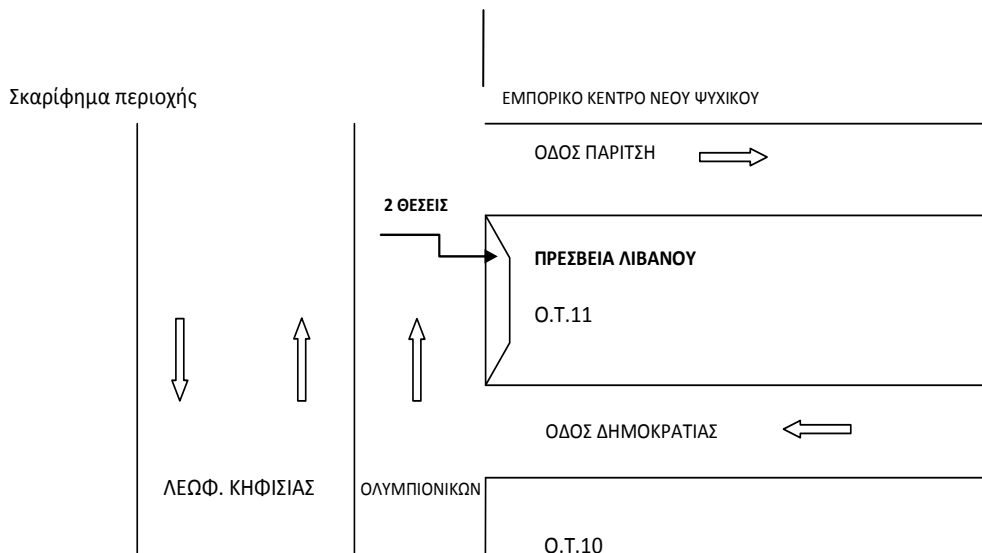 Σκαρίφημα περιοχής
ΕΜΠΟΡΙΚΟ ΚΕΝΤΡΟ ΝΕΟΥ ΨΥΧΙΚΟΥ
ΟΔΟΣ ΠΑΡΙΤΣΗ
2 ΘΕΣΕΙΣ
ΠΡΕΣΒΕΙΑ ΛΙΒΑΝΟΥ
Ο.Τ.11
ΟΔΟΣ ΔΗΜΟΚΡΑΤΙΑΣ
ΛΕΩΦ. ΚΗΦΙΣΙΑΣ
ΟΛΥΜΠΙΟΝΙΚΩΝ
Ο.Τ.10